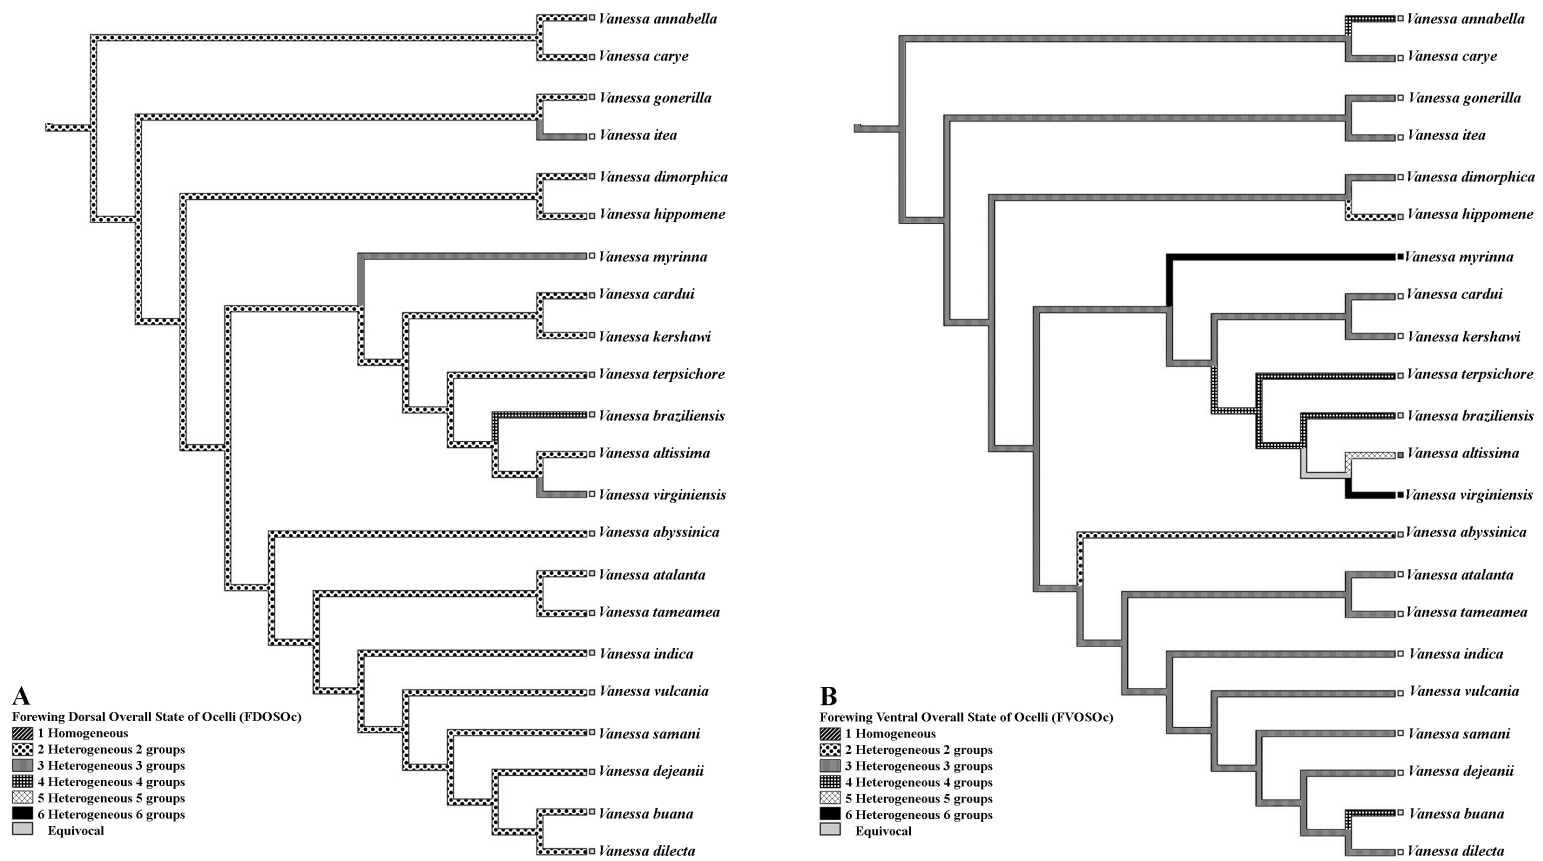 Vanessa annabella
Vanessa carye
Vanessa gonerilla
Vanessa itea
Vanessa dimorphica
Vanessa hippomene
Vanessa myrinna
Vanessa cardui
Vanessa kershawi
Vanessa terpsichore
Vanessa braziliensis
Vanessa altissima
Vanessa virginiensis
Vanessa abyssinica
Vanessa atalanta
Vanessa tameamea
Vanessa indica
Vanessa vulcania
Vanessa samani
Vanessa dejeanii
Vanessa buana
Vanessa dilecta
A
Forewing Dorsal Overall State of Ocelli (FDOSOc)
1 Homogeneous
2 Heterogeneous 2 groups
3 Heterogeneous 3 groups
4 Heterogeneous 4 groups
5 Heterogeneous 5 groups
6 Heterogeneous 6 groups
Equivocal
Vanessa annabella
Vanessa carye
Vanessa gonerilla
Vanessa itea
Vanessa dimorphica
Vanessa hippomene
Vanessa myrinna
Vanessa cardui
Vanessa kershawi
Vanessa terpsichore
Vanessa braziliensis
Vanessa altissima
Vanessa virginiensis
Vanessa abyssinica
Vanessa atalanta
Vanessa tameamea
Vanessa indica
Vanessa vulcania
Vanessa samani
Vanessa dejeanii
Vanessa buana
Vanessa dilecta
B
Forewing Ventral Overall State of Ocelli (FVOSOc)
1 Homogeneous
2 Heterogeneous 2 groups
3 Heterogeneous 3 groups
4 Heterogeneous 4 groups
5 Heterogeneous 5 groups
6 Heterogeneous 6 groups
Equivocal